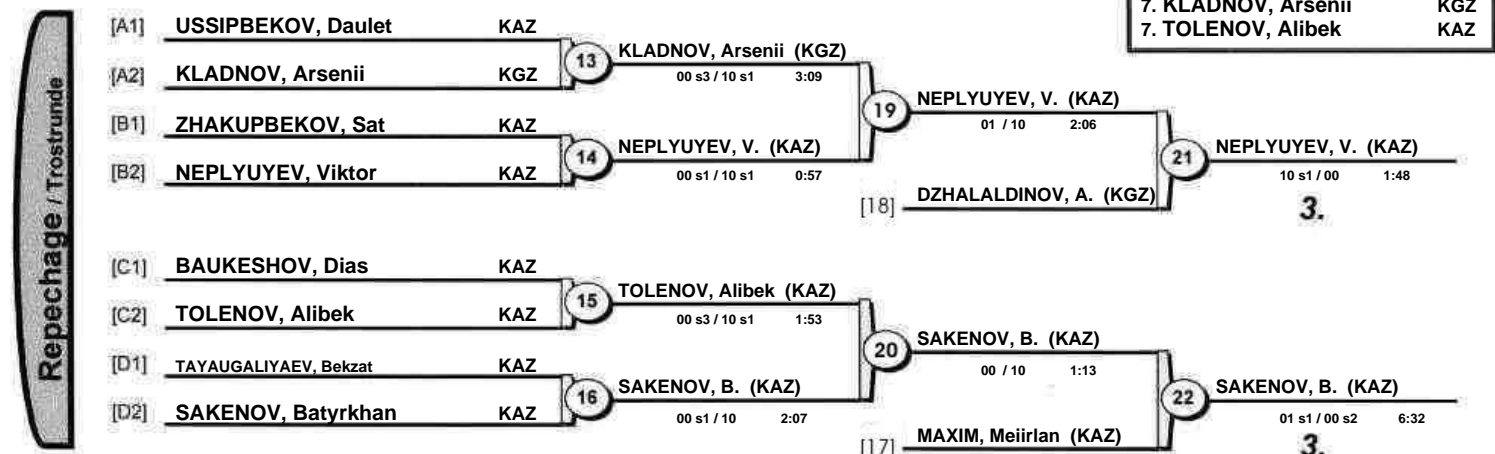 7. KLADNOV, Arsenii KGZ
7. TOLENOV, Alibek KAZ
Repechage / Trostrunde
[A1] USSIPBEKOV, Daulet KAZ
[A2] KLADNOV, Arsenii KGZ
13 KLADNOV, Arsenii (KGZ)
00 s3 / 10 s1 3:09
[B1] ZHAKUPBEKOV, Sat KAZ
[B2] NEPLYUYEV, Viktor KAZ
14 NEPLYUYEV, V. (KAZ)
00 s1 / 10 s1 0:57
19 NEPLYUYEV, V. (KAZ)
01 / 10 2:06
[18] DZHALALDINOV, A. (KGZ)
21 NEPLYUYEV, V. (KAZ)
10 s1 / 00 1:48
3.
[C1] BAUKESHOV, Dias KAZ
[C2] TOLENOV, Alibek KAZ
15 TOLENOV, Alibek (KAZ)
00 s3 / 10 s1 1:53
[D1] TAYAUGALIYAEV, Bekzat KAZ
[D2] SAKENOV, Batyrkhan KAZ
16 SAKENOV, B. (KAZ)
00 s1 / 10 2:07
20 SAKENOV, B. (KAZ)
00 / 10 1:13
[17] MAXIM, Meiirlan (KAZ)
22 SAKENOV, B. (KAZ)
01 s1 / 00 s2 6:32
3.